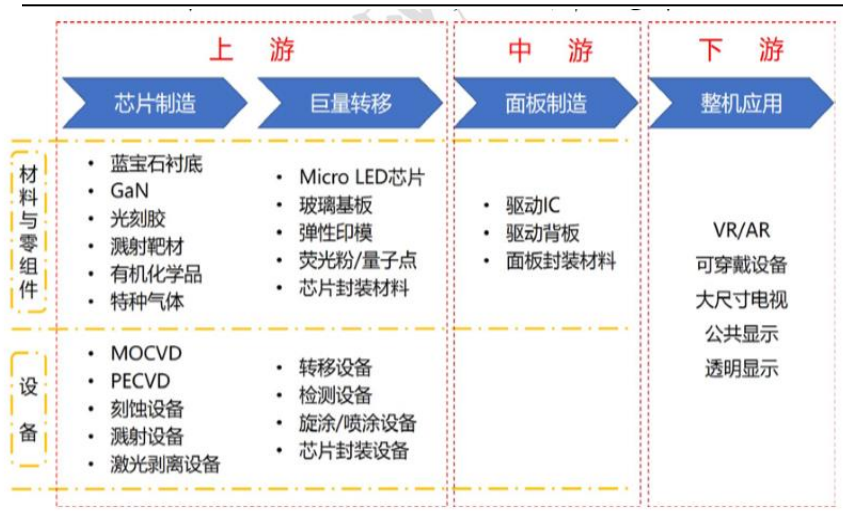 上 游
中 游
下 游
芯片制造
巨量转移
面板制造
整机应用
材料与零组件
• 蓝宝石衬底
• GaN
• 光刻胶
• 溅射靶材
• 有机化学品
• 特种气体
• Micro LED芯片
• 玻璃基板
• 弹性印模
• 荧光粉/量子点
• 芯片封装材料
• 驱动IC
• 驱动背板
• 面板封装材料
VR/AR
可穿戴设备
大尺寸电视
公共显示
透明显示
设备
• MOCVD
• PECVD
• 刻蚀设备
• 溅射设备
• 激光剥离设备
• 转移设备
• 检测设备
• 旋涂/喷涂设备
• 芯片封装设备